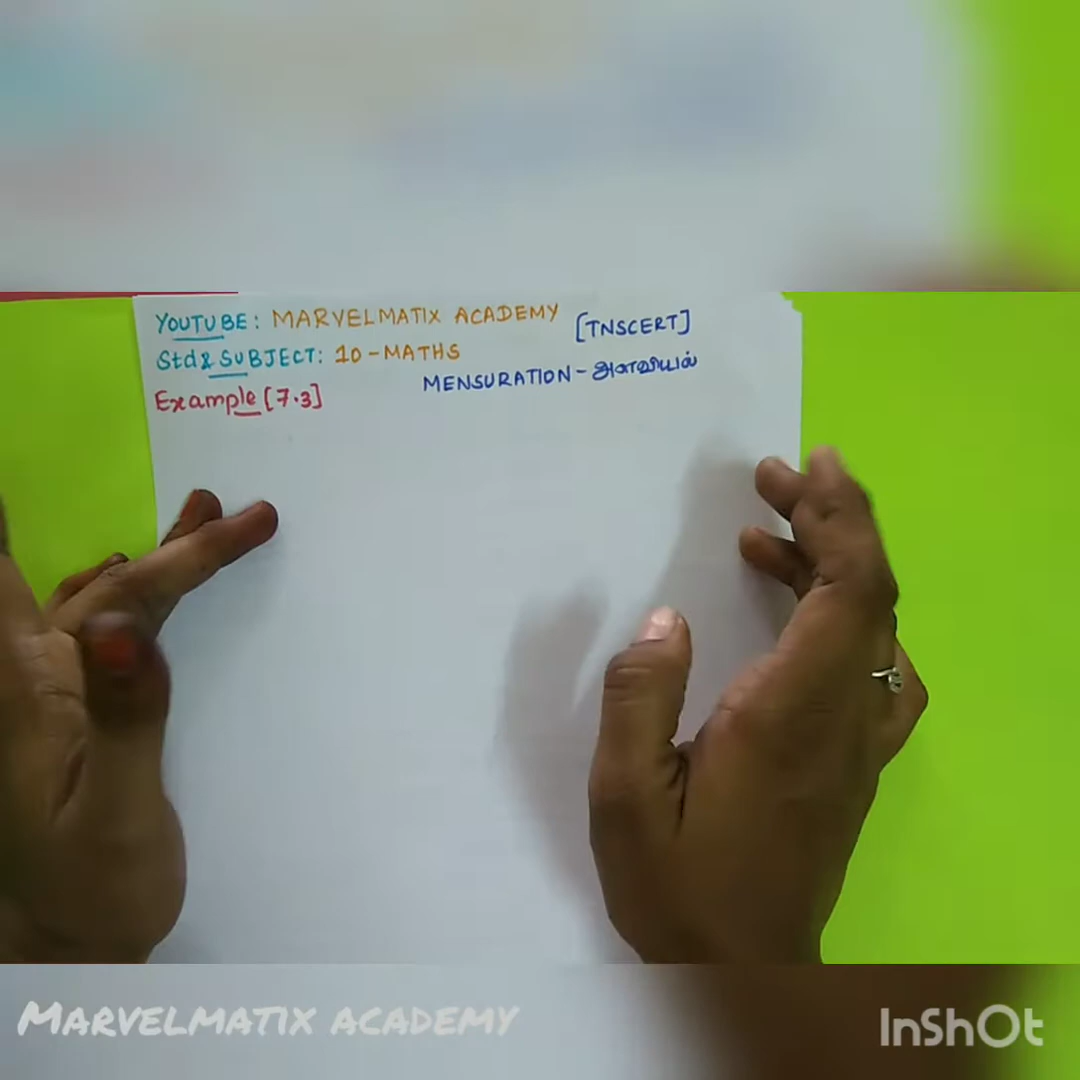 YOUTUBE: MARVELMATIX ACADEMY [TNSCERT]
Std & SUBJECT: 10-MATHS
MENSURATION - அளவியல்
Example [7.3]
MARVELMATIX ACADEMY
InShOt